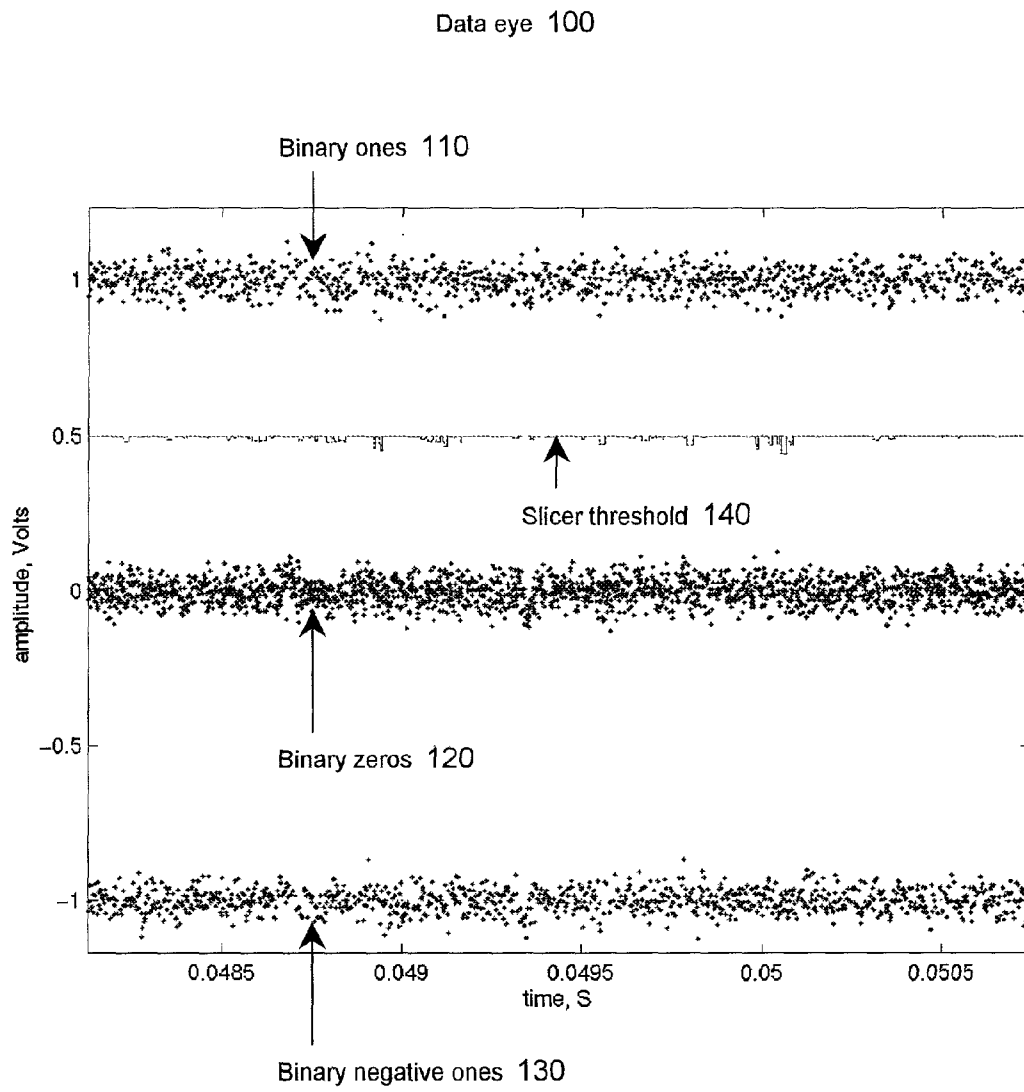 Data eye 100
Binary ones 110
1
0.5
Slicer threshold 140
amplitude, Volts
0
-0.5
Binary zeros 120
-1
0.0485 0.049 0.0495 0.05 0.0505
time, S
Binary negative ones 130